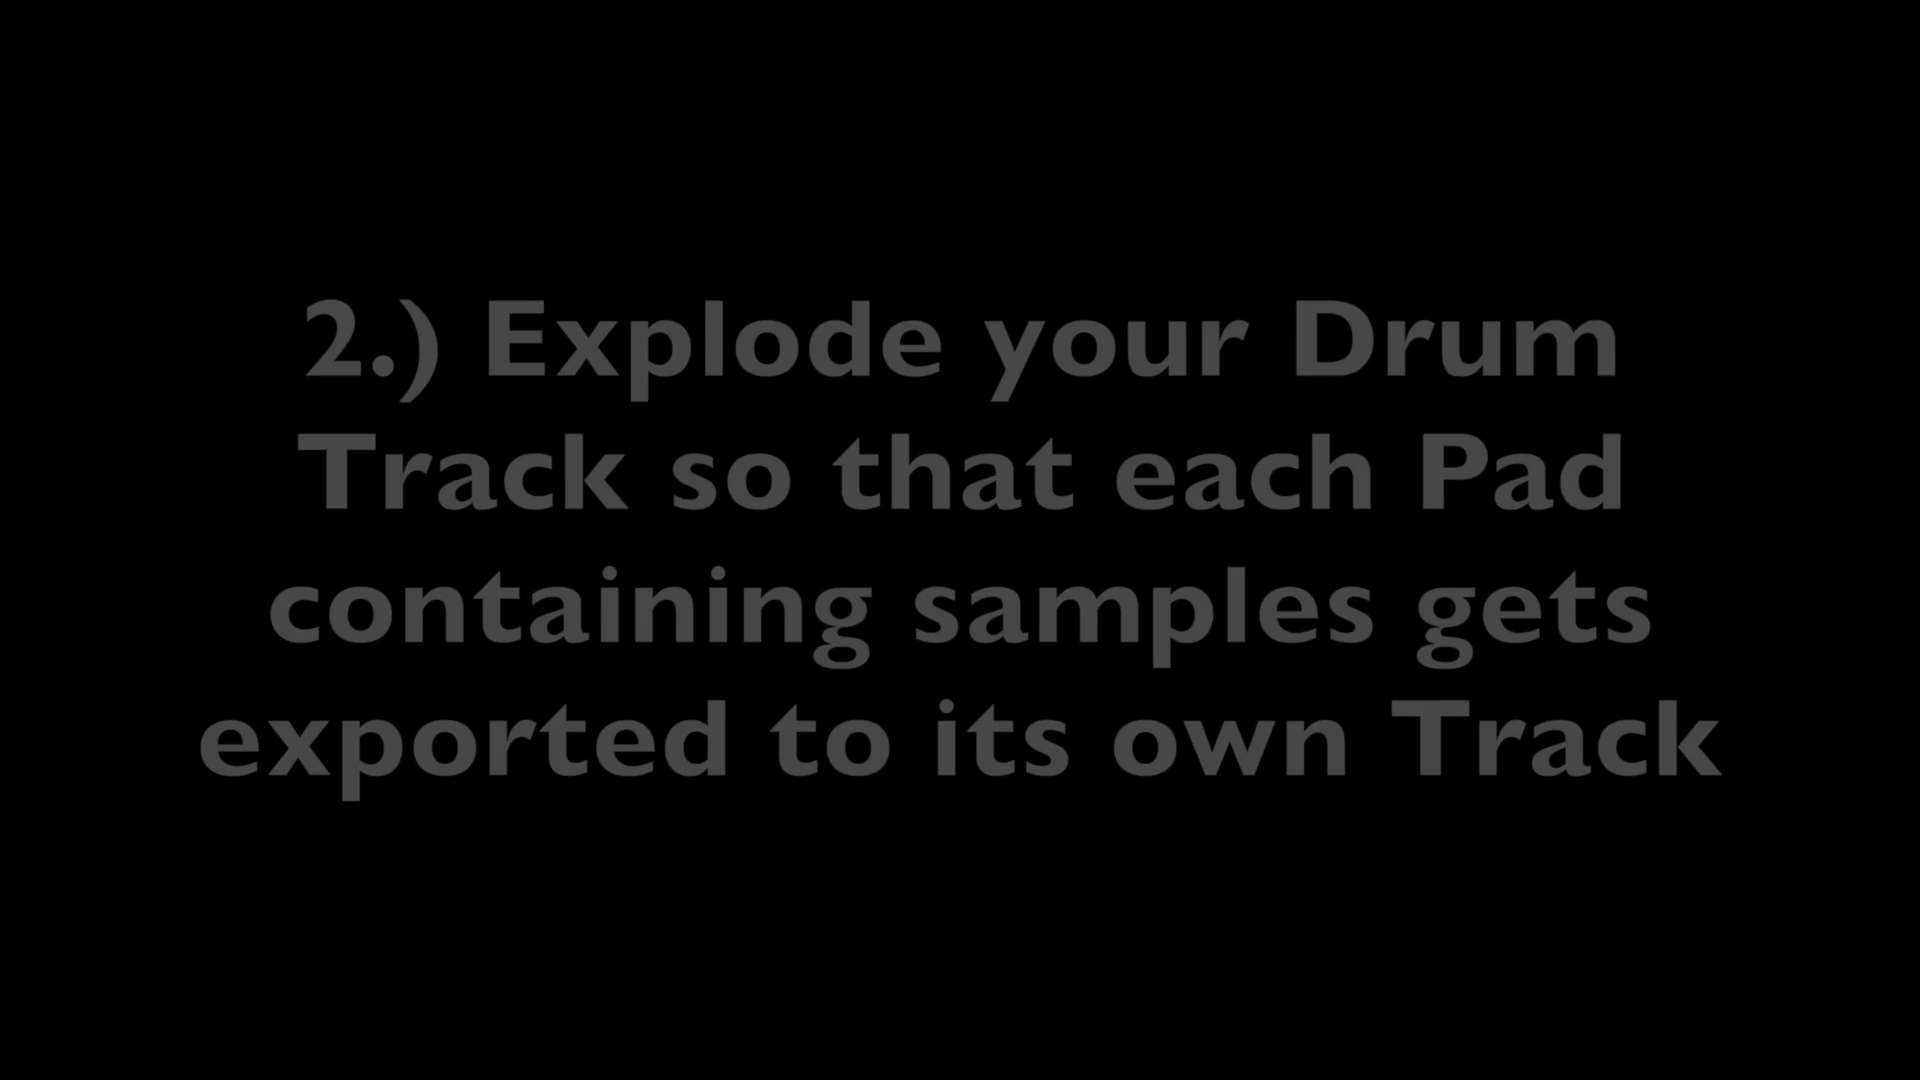 2.) Explode your Drum
Track so that each Pad
containing samples gets
exported to its own Track